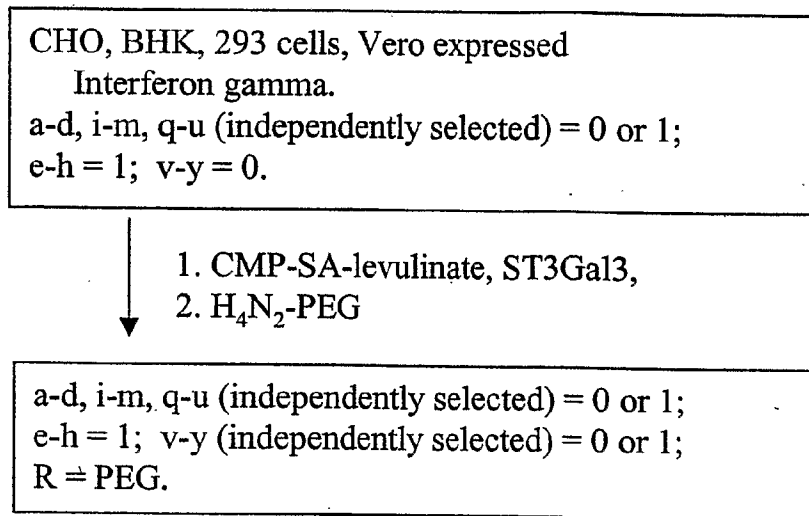 CHO, BHK, 293 cells, Vero expressed
Interferon gamma.
a-d, i-m, q-u (independently selected) = 0 or 1;
e-h = 1; v-y = 0.
1. CMP-SA-levulinate, ST3Gal3,
2. H₄N₂-PEG
a-d, i-m, q-u (independently selected) = 0 or 1;
e-h = 1; v-y (independently selected) = 0 or 1;
R = PEG.